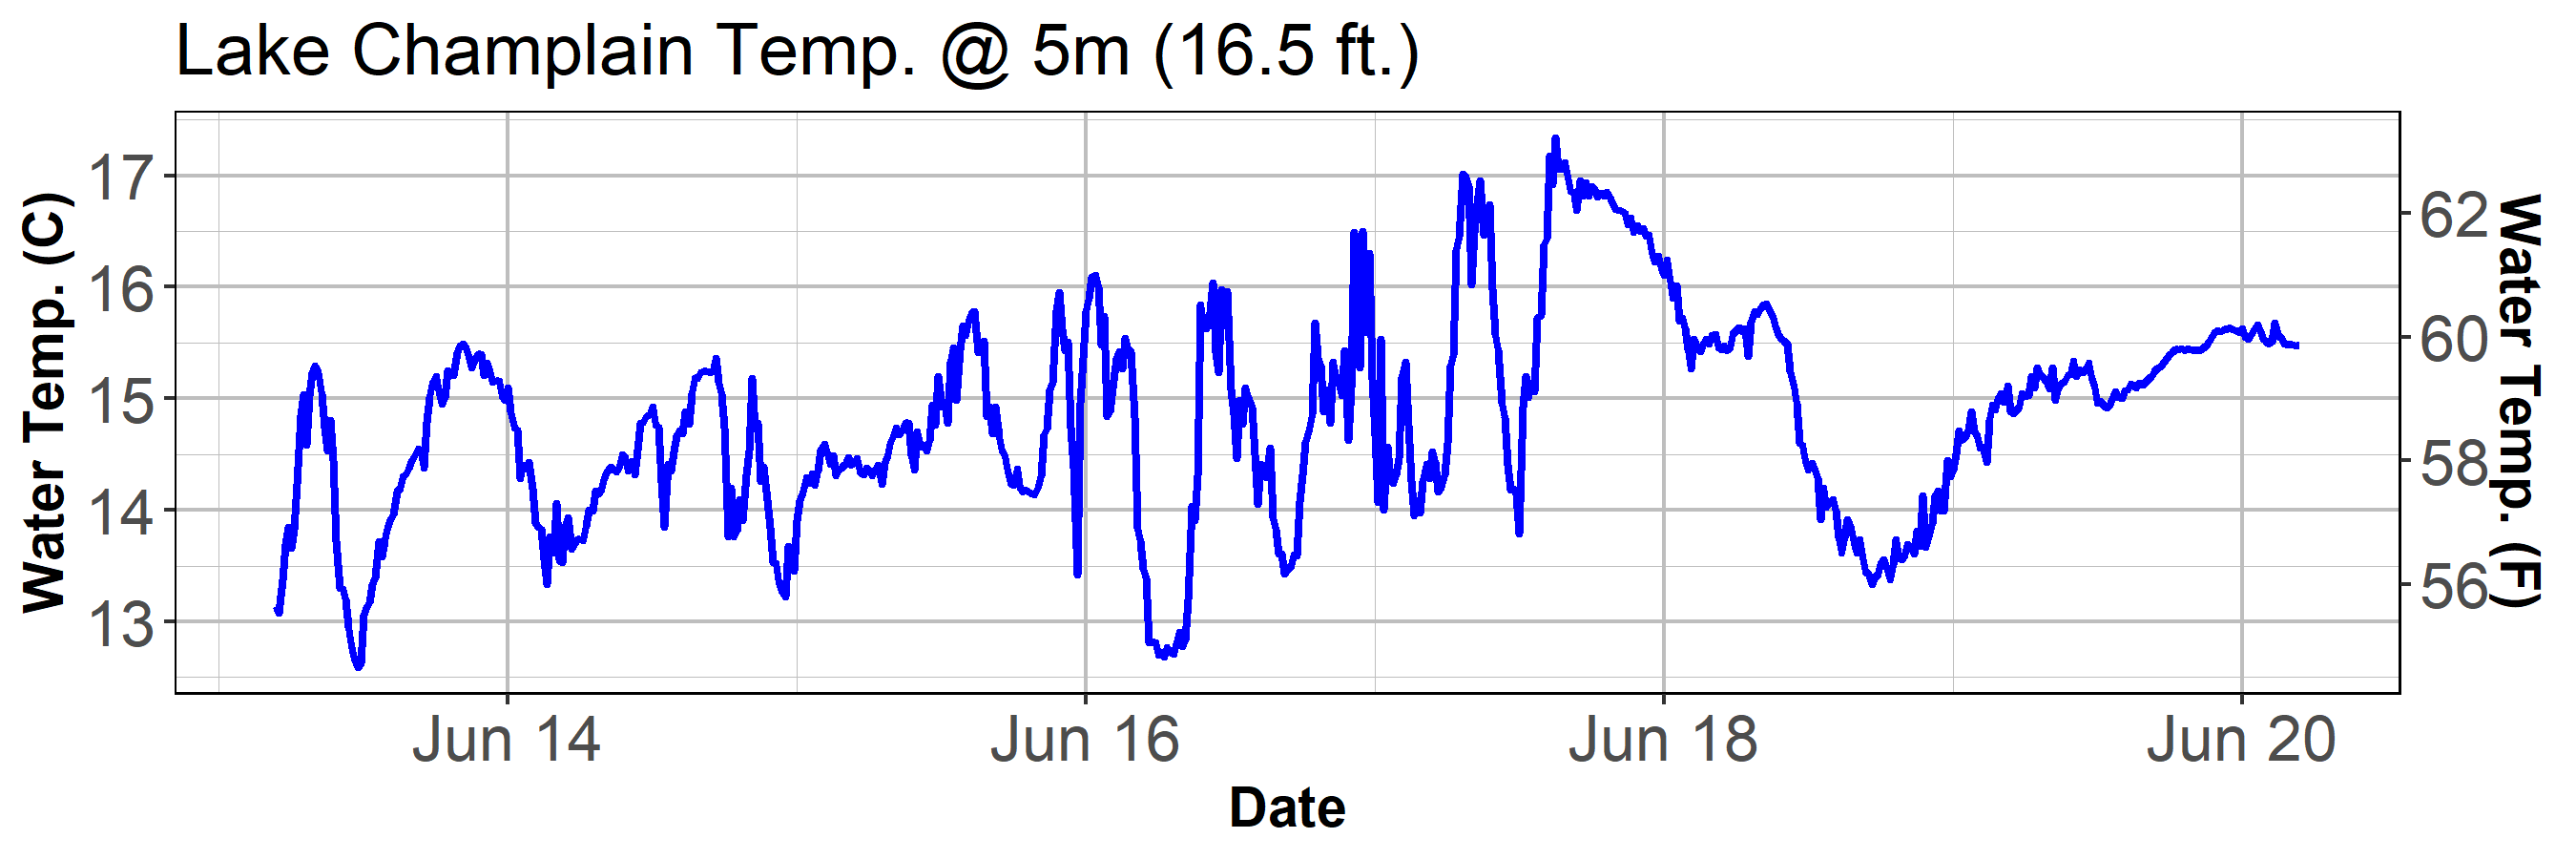 Lake Champlain Temp. @ 5m (16.5 ft.)
Water Temp. (C)
17
16
15
14
13
62
60
58
56
Water Temp. (F)
Jun 14
Jun 16
Jun 18
Jun 20
Date